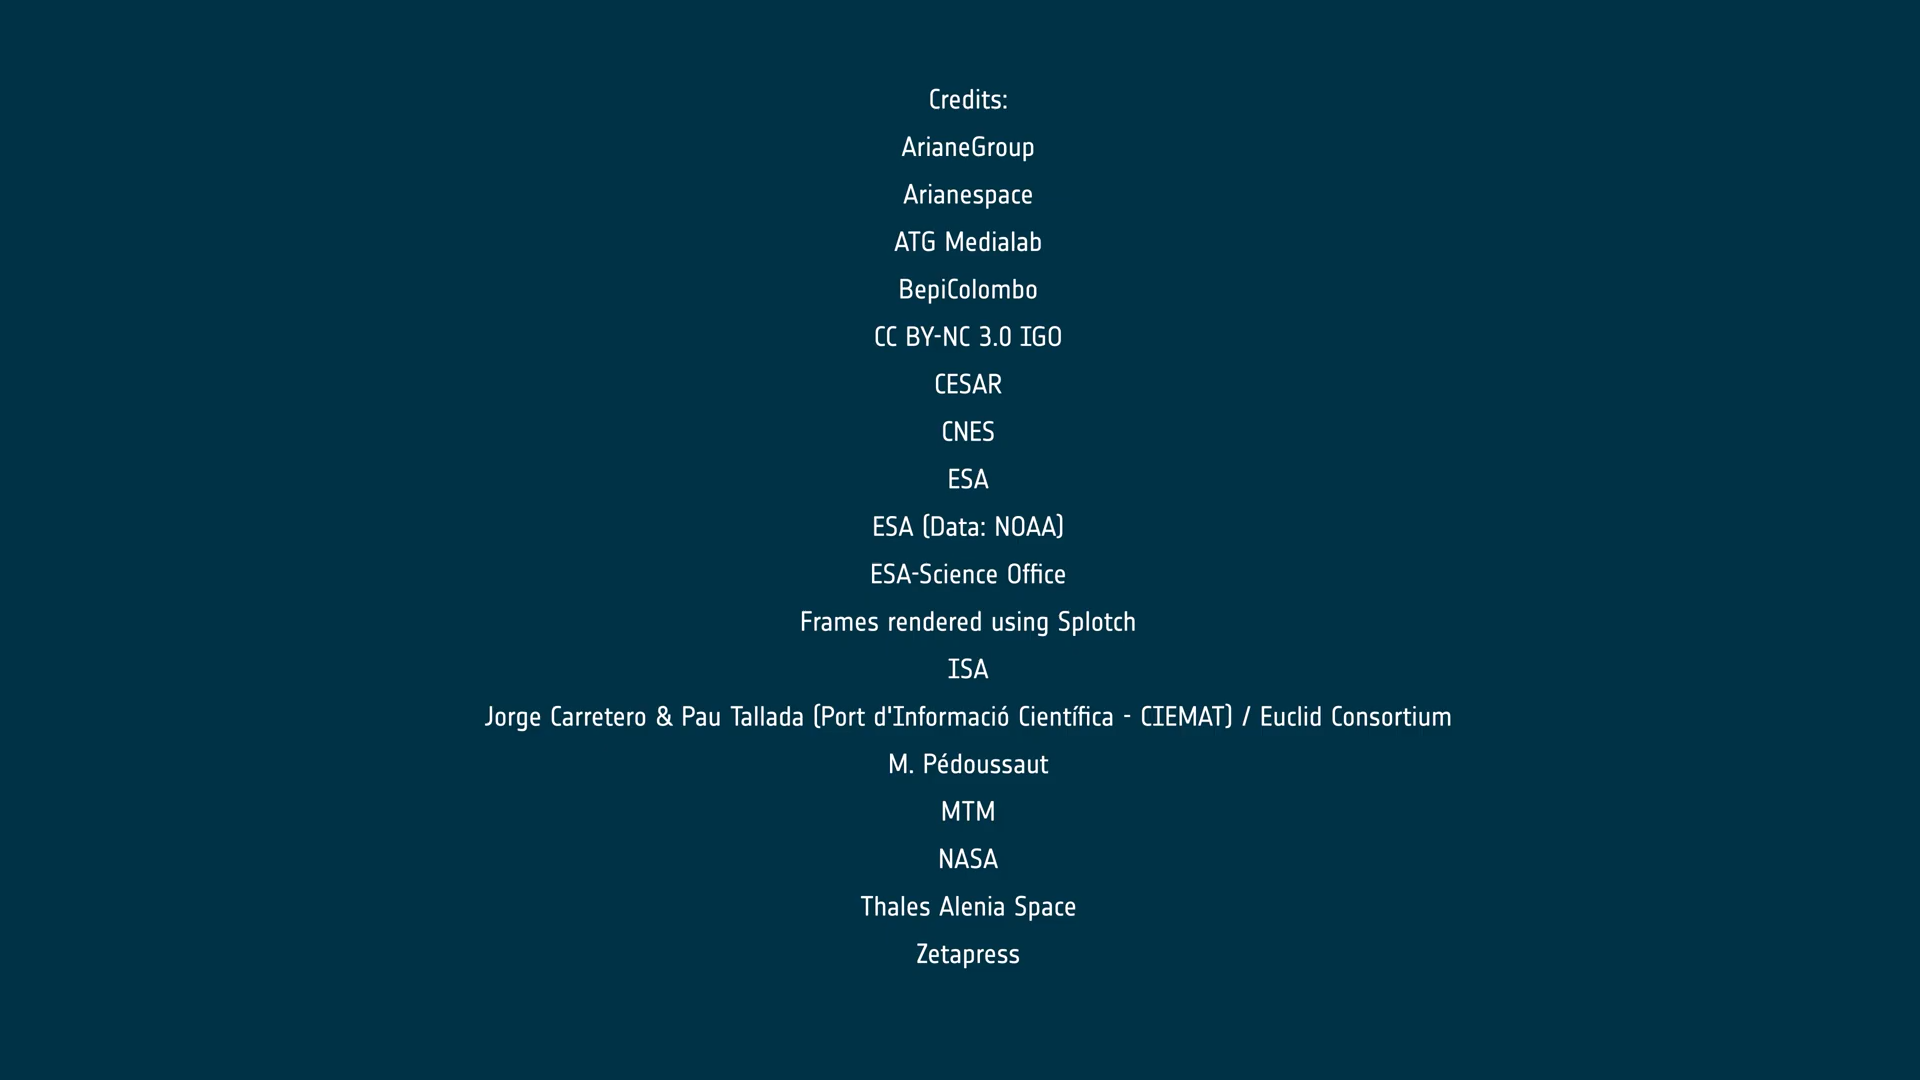 Credits:
ArianeGroup
Arianespace
ATG Medialab
BepiColombo
CC BY-NC 3.0 IGO
CESAR
CNES
ESA
ESA (Data: NOAA)
ESA-Science Office
Frames rendered using Splotch
ISA
Jorge Carretero & Pau Tallada (Port d'Informació Científica - CIEMAT) / Euclid Consortium
M. Pédoussaut
MTM
NASA
Thales Alenia Space
Zetapress